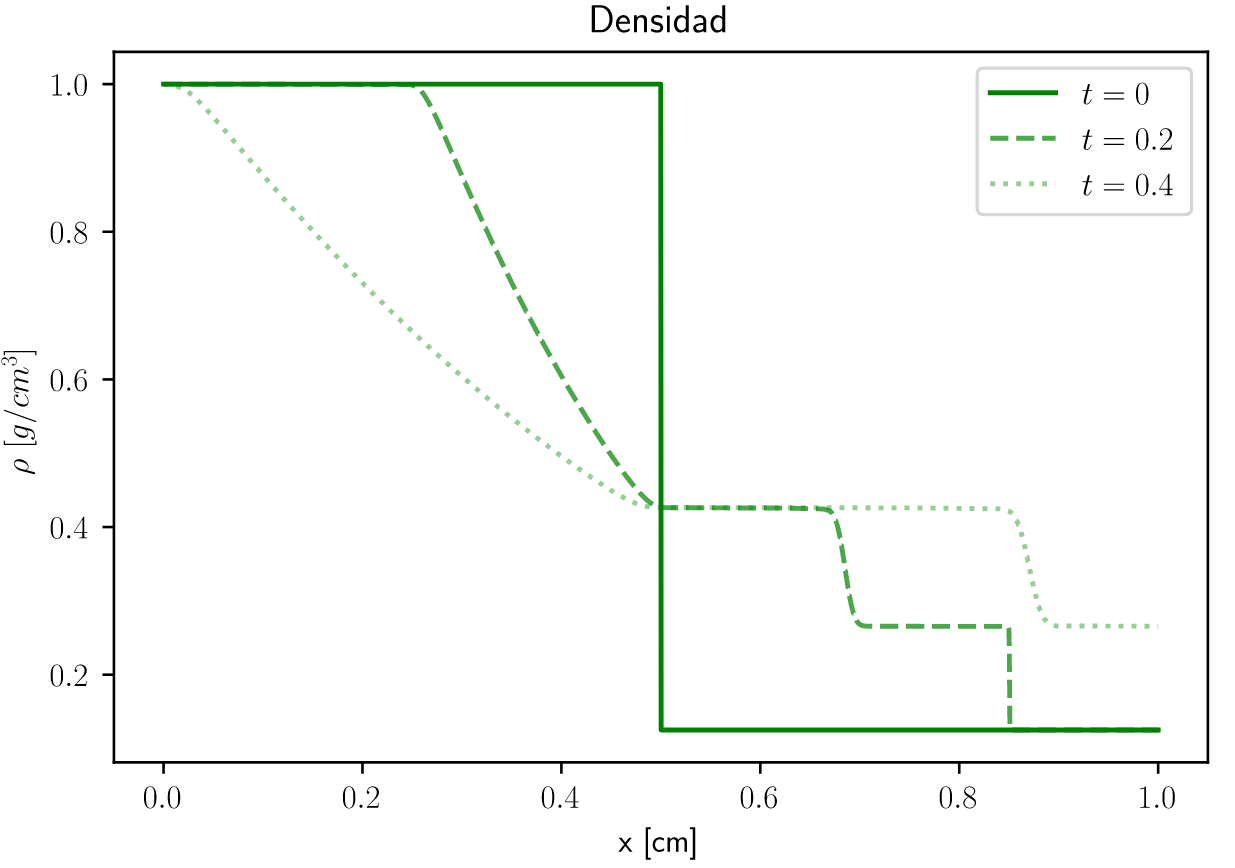 Densidad
ρ [g/cm³]
1.0
0.8
0.6
0.4
0.2
t = 0
t = 0.2
t = 0.4
0.0 0.2 0.4 0.6 0.8 1.0
x [cm]